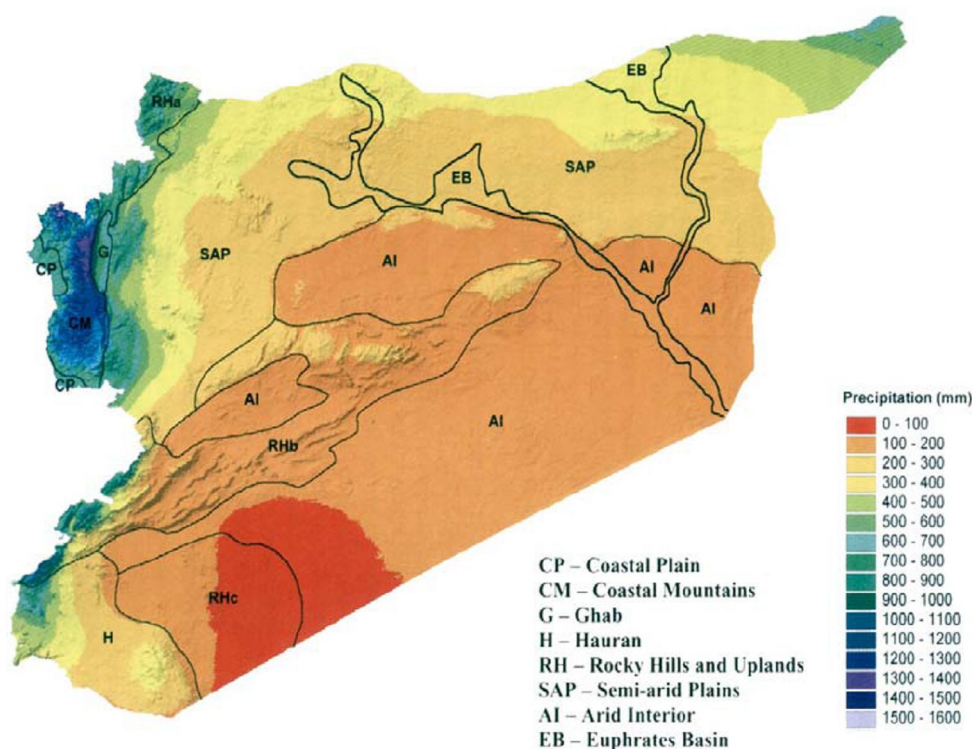 EB
RHa
EB
SAP
G
SAP
CP
AI
AI
AI
CM
CP
AI
AI
RHb
RHc
H
Precipitation (mm)
0 - 100
100 - 200
200 - 300
300 - 400
400 - 500
500 - 600
600 - 700
700 - 800
800 - 900
900 - 1000
1000 - 1100
1100 - 1200
1200 - 1300
1300 - 1400
1400 - 1500
1500 - 1600
CP – Coastal Plain
CM – Coastal Mountains
G – Ghab
H – Hauran
RH – Rocky Hills and Uplands
SAP – Semi-arid Plains
AI – Arid Interior
EB – Euphrates Basin